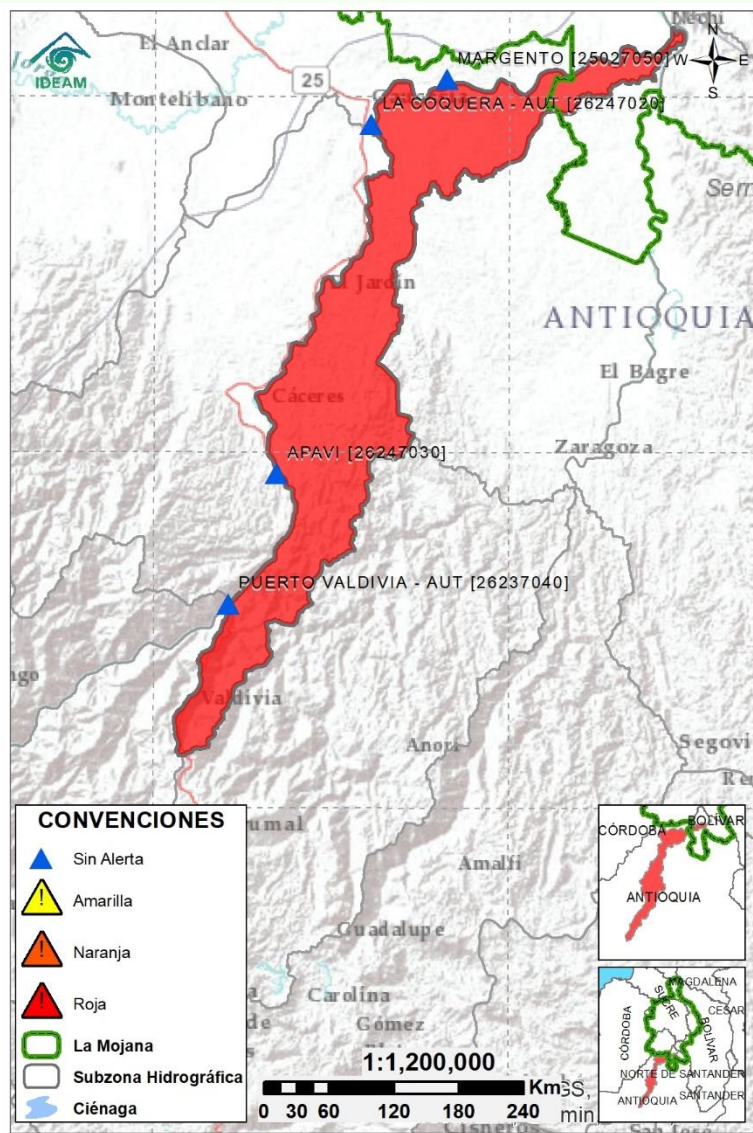 IDEAM
El Anclar
Nechí
MARGENTO [25027050]
N
W
E
S
25
Montelíbano
LA COQUERA - AUT [26247020]
El Jardín
ANTIOQUIA
El Bagre
Cáceres
Zaragoza
APAVI [26247030]
PUERTO VALDIVIA - AUT [26237040]
Valdivia
Anorí
Amalfi
Guadalupe
Carolina
Gómez
Cisneros
CONVENCIONES
Sin Alerta
Amarilla
Naranja
Roja
La Mojana
Subzona Hidrográfica
Ciénaga
1:1,200,000
Km
0 30 60 120 180 240
BOLÍVAR
CÓRDOBA
ANTIOQUIA
MAGDALENA
SUCRE
CESAR
CÓRDOBA
BOLÍVAR
NORTE DE SANTANDER
ANTIOQUIA
SANTANDER